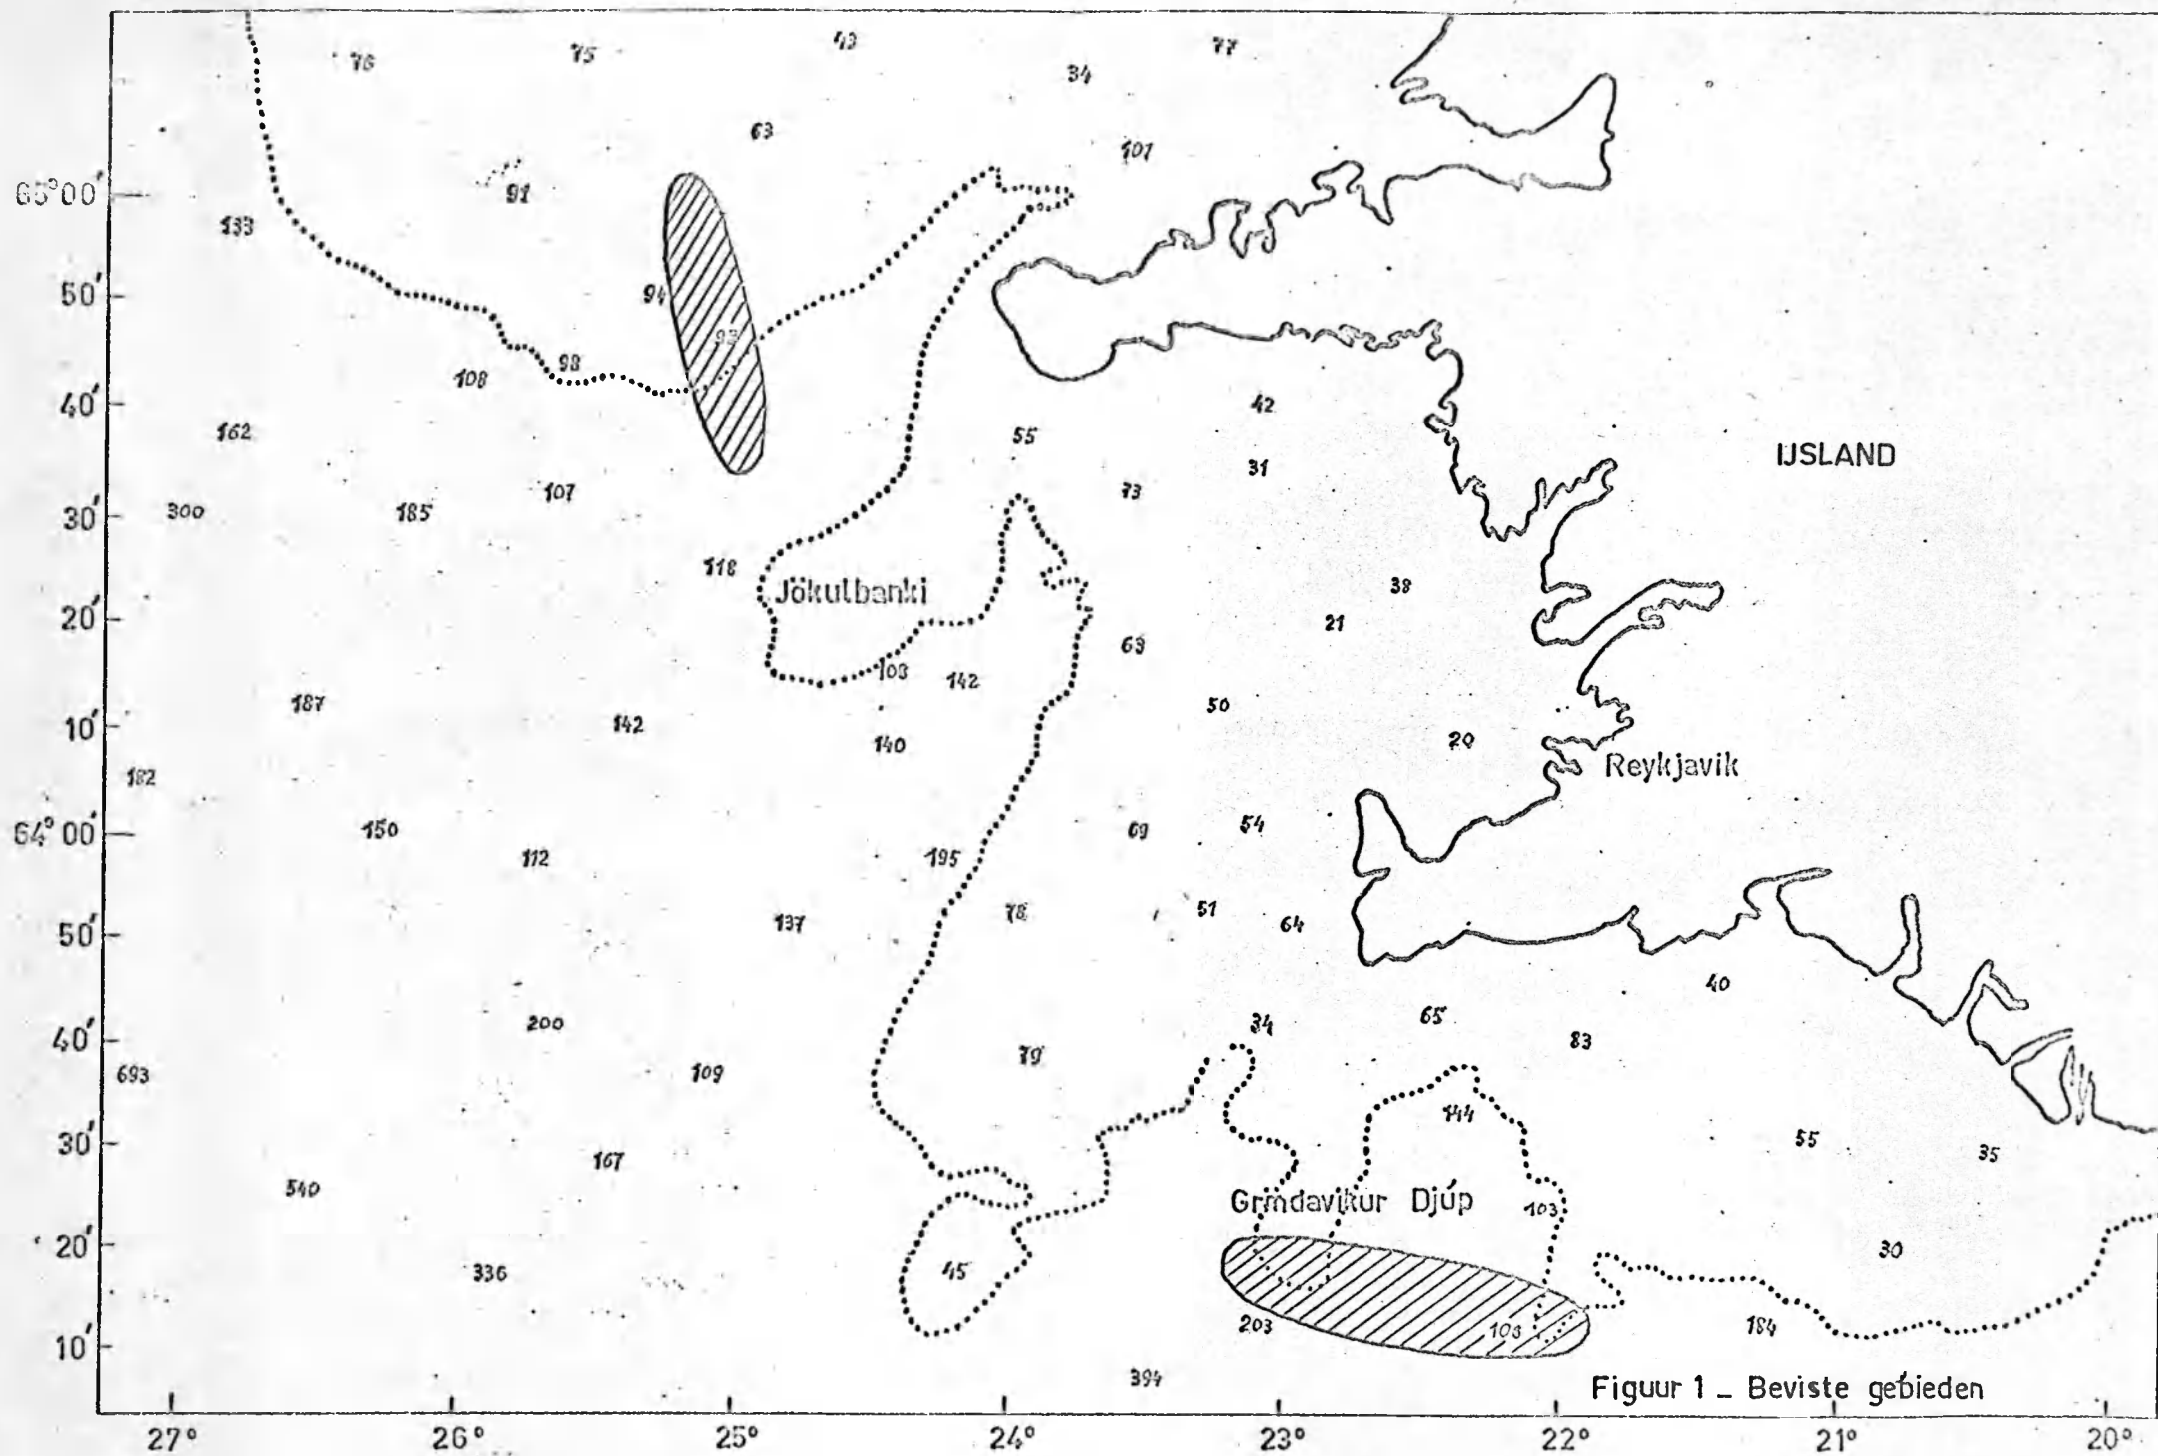 76 75 43 34 77
63 101
65°00' 91
133
50' 94 93
98
108
40' 42
162 55 IJSLAND
31
107 73
30' 300 185
118
Jökulbanki 38
20' 21
63
103 142
187 50
10' 142 140 20
Reykjavik
182
64°00' 150 69 54
112 195
78 51
50' 137 64
40
200 34 65
40' 79 83
693 109
144
30' 55
167 35
540
Grindavikur Djúp 103
20' 30
336 45
203 103 184
10'
394
Figuur 1 _ Beviste gebieden
27° 26° 25° 24° 23° 22° 21° 20°